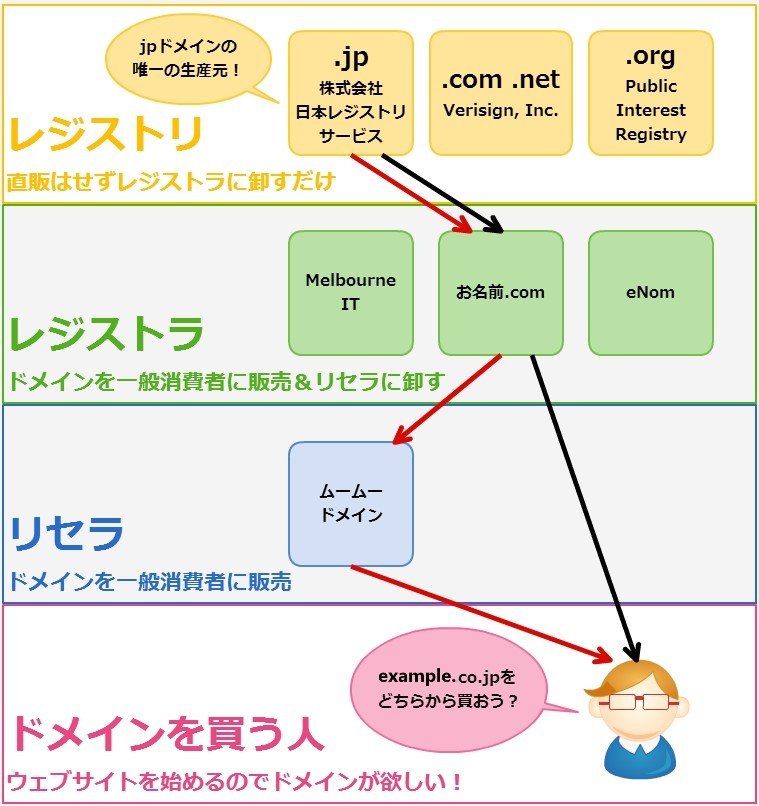 jpドメインの
唯一の生産元！
.jp
株式会社
日本レジストリ
サービス
.com .net
Verisign, Inc.
.org
Public
Interest
Registry
レジストリ
直販はせずレジストラに卸すだけ
Melbourne
IT
お名前.com
eNom
レジストラ
ドメインを一般消費者に販売＆リセラに卸す
ムームー
ドメイン
リセラ
ドメインを一般消費者に販売
example.co.jpを
どちらから買おう？
ドメインを買う人
ウェブサイトを始めるのでドメインが欲しい！